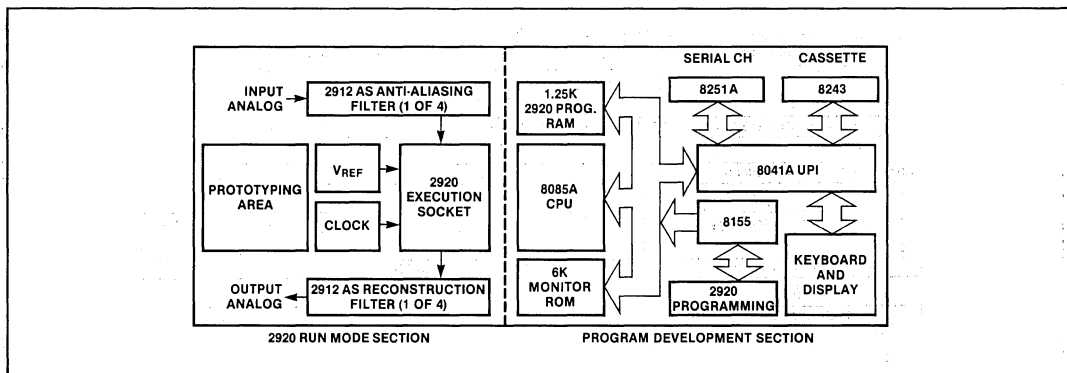 INPUT
ANALOG
2912 AS ANTI-ALIASING
FILTER (1 OF 4)
PROTOTYPING
AREA
VREF
CLOCK
2920
EXECUTION
SOCKET
OUTPUT
ANALOG
2912 AS RECONSTRUCTION
FILTER (1 OF 4)
2920 RUN MODE SECTION
SERIAL CH
CASSETTE
1.25K
2920 PROG.
RAM
8251A
8243
8085A
CPU
8041A UPI
8155
6K
MONITOR
ROM
2920
PROGRAMMING
KEYBOARD
AND
DISPLAY
PROGRAM DEVELOPMENT SECTION